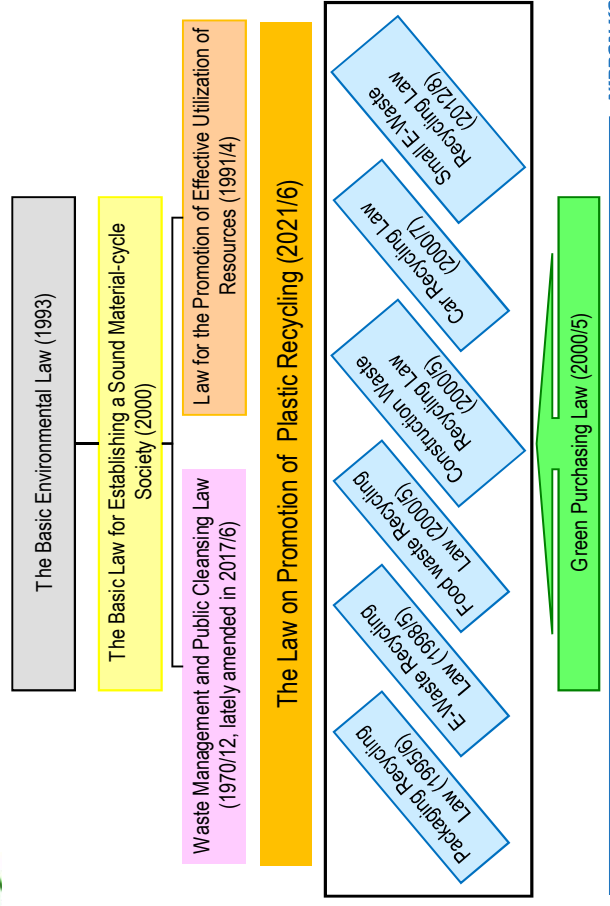 The Basic Environmental Law (1993)
The Basic Law for Establishing a Sound Material-cycle
Society (2000)
Waste Management and Public Cleansing Law
(1970/12, lately amended in 2017/6)
Law for the Promotion of Effective Utilization of
Resources (1991/4)
The Law on Promotion of Plastic Recycling (2021/6)
Packaging Recycling
Law (1995/6)
E-Waste Recycling
Law (1998/5)
Food waste Recycling
Law (2000/5)
Construction Waste
Recycling Law
(2000/5)
Car Recycling Law
(2000/7)
Small E-Waste
Recycling Law
(2012/8)
Green Purchasing Law (2000/5)